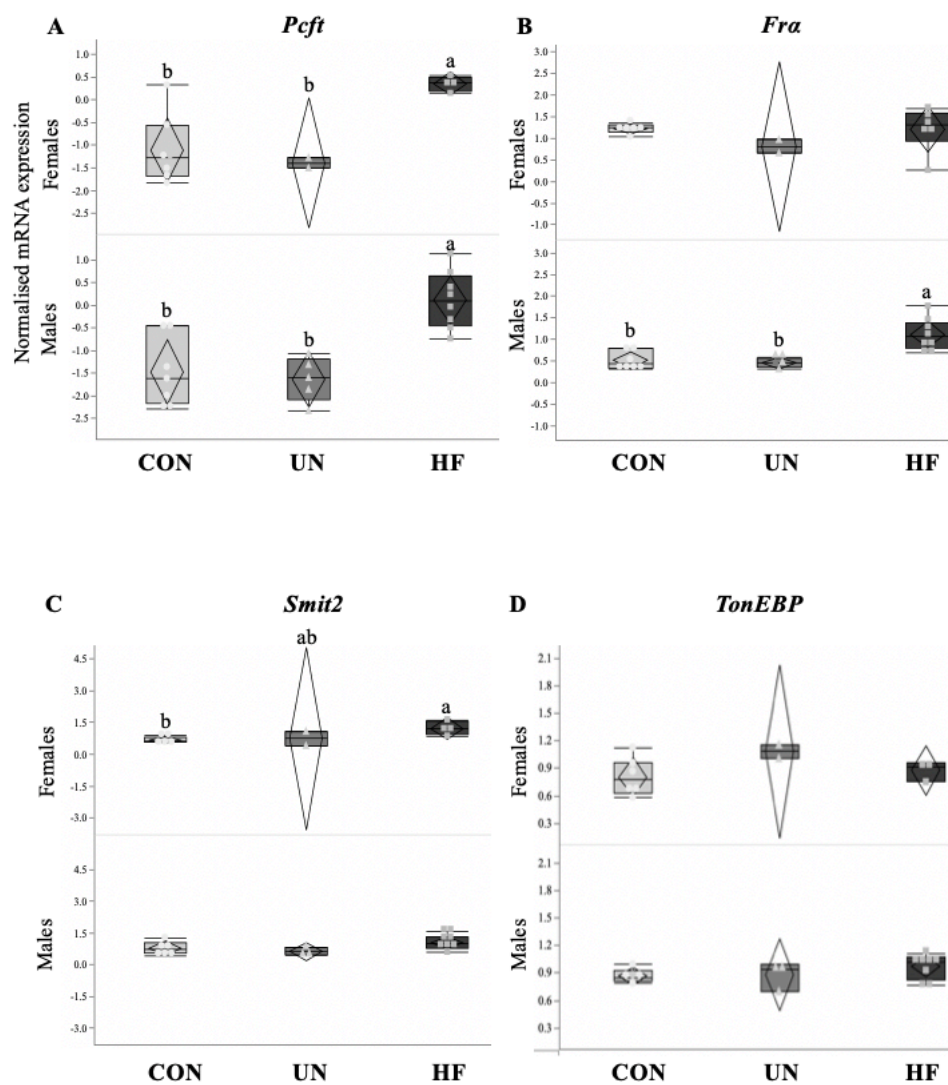 A Pcft
Normalised mRNA expression
Females
1.0
0.5
0.0
-0.5
-1.0
-1.5
-2.0
-2.5
b b a
Males
1.0
0.5
0.0
-0.5
-1.0
-1.5
-2.0
-2.5
b b a
CON UN HF
B Frα
Females
3.0
2.5
2.0
1.5
1.0
0.5
0.0
-0.5
-1.0
Males
3.0
2.5
2.0
1.5
1.0
0.5
0.0
-0.5
-1.0
b b a
CON UN HF
C Smit2
Females
4.5
3.0
1.5
0.0
-1.5
-3.0
b ab a
Males
4.5
3.0
1.5
0.0
-1.5
-3.0
CON UN HF
D TonEBP
Females
2.1
1.8
1.5
1.2
0.9
0.6
0.3
Males
2.1
1.8
1.5
1.2
0.9
0.6
0.3
CON UN HF